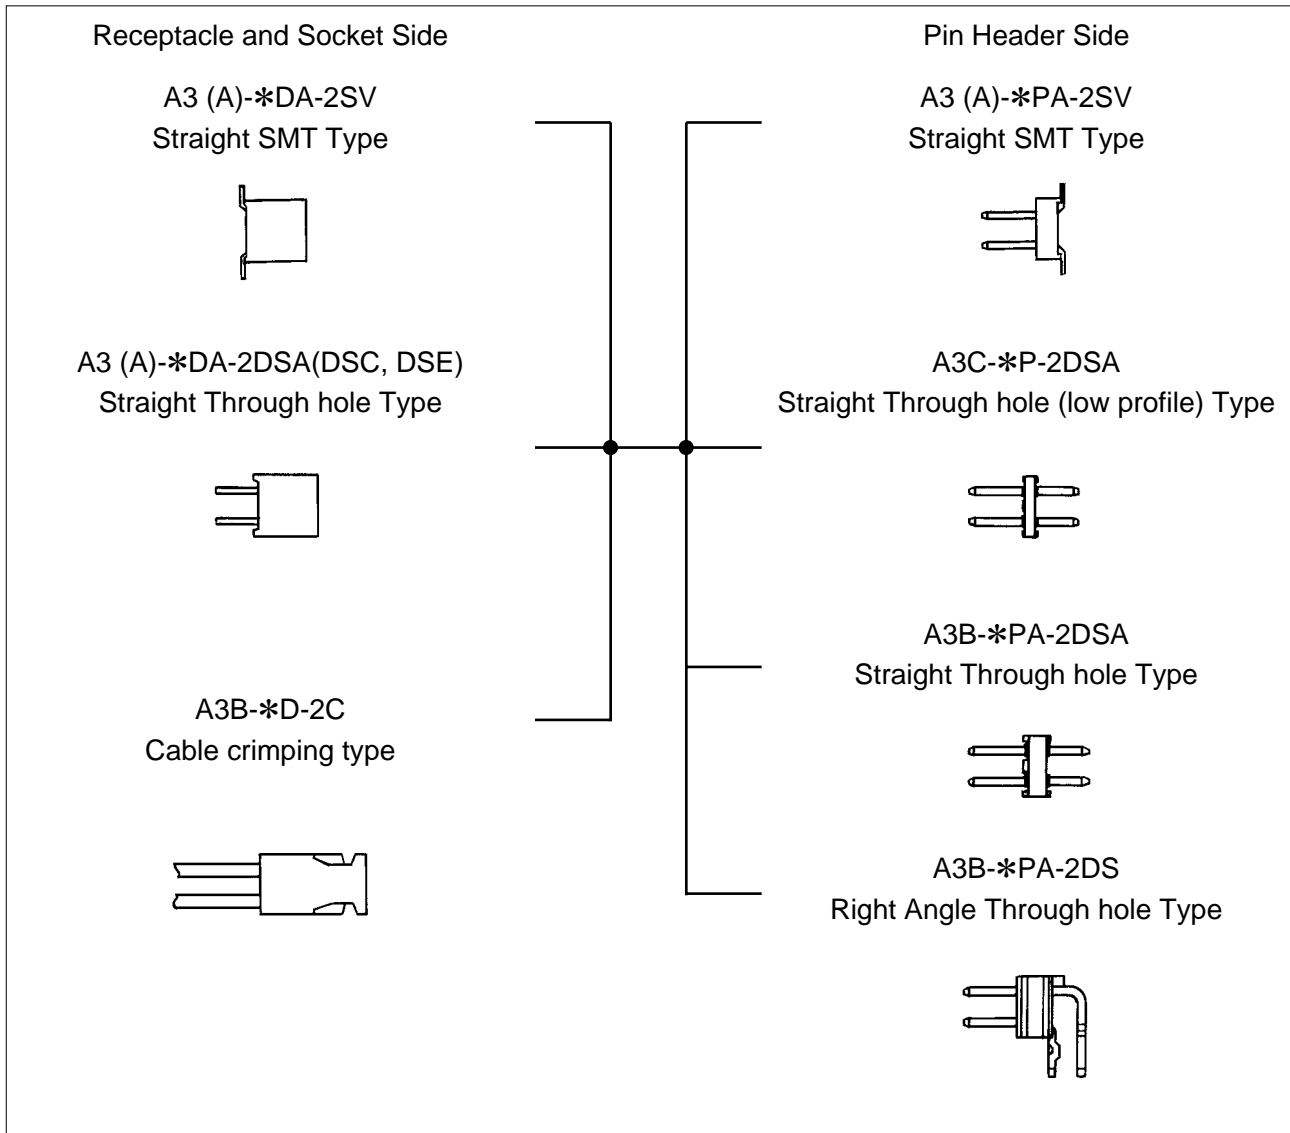 Receptacle and Socket Side
A3 (A)-*DA-2SV
Straight SMT Type
A3 (A)-*DA-2DSA(DSC, DSE)
Straight Through hole Type
A3B-*D-2C
Cable crimping type
Pin Header Side
A3 (A)-*PA-2SV
Straight SMT Type
A3C-*P-2DSA
Straight Through hole (low profile) Type
A3B-*PA-2DSA
Straight Through hole Type
A3B-*PA-2DS
Right Angle Through hole Type